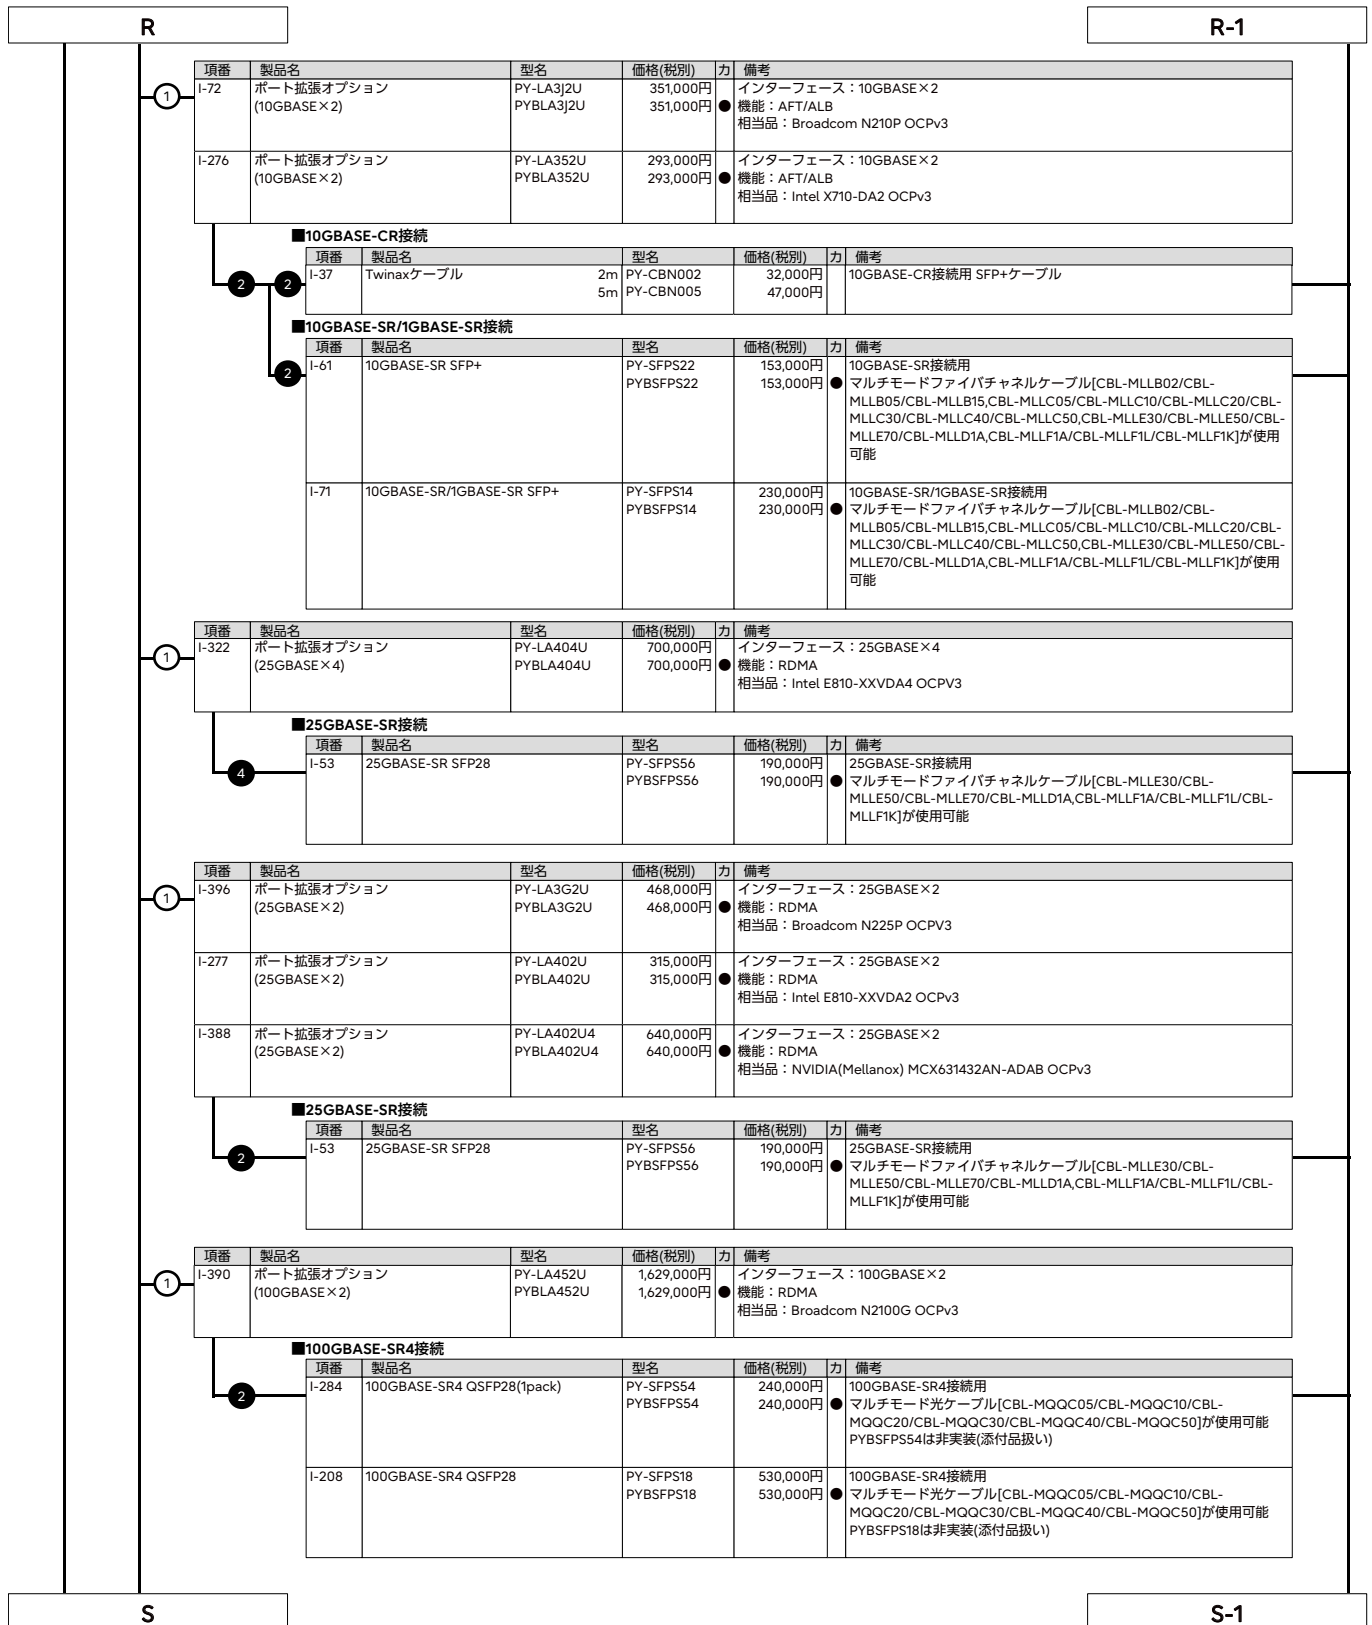 R
R-1
項番 製品名 型名 価格(税別) カ 備考
1
I-72 ポート拡張オプション PY-LA3J2U 351,000円 インターフェース：10GBASE×2
(10GBASE×2) PYBLA3J2U 351,000円 ● 機能：AFT/ALB
相当品：Broadcom N210P OCPv3
I-276 ポート拡張オプション PY-LA352U 293,000円 インターフェース：10GBASE×2
(10GBASE×2) PYBLA352U 293,000円 ● 機能：AFT/ALB
相当品：Intel X710-DA2 OCPv3
■10GBASE-CR接続
項番 製品名 型名 価格(税別) カ 備考
2 2
I-37 Twinaxケーブル 2m PY-CBN002 32,000円 10GBASE-CR接続用 SFP+ケーブル
5m PY-CBN005 47,000円
■10GBASE-SR/1GBASE-SR接続
項番 製品名 型名 価格(税別) カ 備考
2
I-61 10GBASE-SR SFP+ PY-SFPS22 153,000円 10GBASE-SR接続用
PYBSFPS22 153,000円 ● マルチモードファイバチャネルケーブル[CBL-MLLB02/CBL-
MLLB05/CBL-MLLB15,CBL-MLLC05/CBL-MLLC10/CBL-MLLC20/CBL-
MLLC30/CBL-MLLC40/CBL-MLLC50,CBL-MLLE30/CBL-MLLE50/CBL-
MLLE70/CBL-MLLD1A,CBL-MLLF1A/CBL-MLLF1L/CBL-MLLF1K]が使用
可能
I-71 10GBASE-SR/1GBASE-SR SFP+ PY-SFPS14 230,000円 10GBASE-SR/1GBASE-SR接続用
PYBSFPS14 230,000円 ● マルチモードファイバチャネルケーブル[CBL-MLLB02/CBL-
MLLB05/CBL-MLLB15,CBL-MLLC05/CBL-MLLC10/CBL-MLLC20/CBL-
MLLC30/CBL-MLLC40/CBL-MLLC50,CBL-MLLE30/CBL-MLLE50/CBL-
MLLE70/CBL-MLLD1A,CBL-MLLF1A/CBL-MLLF1L/CBL-MLLF1K]が使用
可能
項番 製品名 型名 価格(税別) カ 備考
1
I-322 ポート拡張オプション PY-LA404U 700,000円 インターフェース：25GBASE×4
(25GBASE×4) PYBLA404U 700,000円 ● 機能：RDMA
相当品：Intel E810-XXVDA4 OCPV3
■25GBASE-SR接続
項番 製品名 型名 価格(税別) カ 備考
4
I-53 25GBASE-SR SFP28 PY-SFPS56 190,000円 25GBASE-SR接続用
PYBSFPS56 190,000円 ● マルチモードファイバチャネルケーブル[CBL-MLLE30/CBL-
MLLE50/CBL-MLLE70/CBL-MLLD1A,CBL-MLLF1A/CBL-MLLF1L/CBL-
MLLF1K]が使用可能
項番 製品名 型名 価格(税別) カ 備考
1
I-396 ポート拡張オプション PY-LA3G2U 468,000円 インターフェース：25GBASE×2
(25GBASE×2) PYBLA3G2U 468,000円 ● 機能：RDMA
相当品：Broadcom N225P OCPV3
I-277 ポート拡張オプション PY-LA402U 315,000円 インターフェース：25GBASE×2
(25GBASE×2) PYBLA402U 315,000円 ● 機能：RDMA
相当品：Intel E810-XXVDA2 OCPv3
I-388 ポート拡張オプション PY-LA402U4 640,000円 インターフェース：25GBASE×2
(25GBASE×2) PYBLA402U4 640,000円 ● 機能：RDMA
相当品：NVIDIA(Mellanox) MCX631432AN-ADAB OCPv3
■25GBASE-SR接続
項番 製品名 型名 価格(税別) カ 備考
2
I-53 25GBASE-SR SFP28 PY-SFPS56 190,000円 25GBASE-SR接続用
PYBSFPS56 190,000円 ● マルチモードファイバチャネルケーブル[CBL-MLLE30/CBL-
MLLE50/CBL-MLLE70/CBL-MLLD1A,CBL-MLLF1A/CBL-MLLF1L/CBL-
MLLF1K]が使用可能
項番 製品名 型名 価格(税別) カ 備考
1
I-390 ポート拡張オプション PY-LA452U 1,629,000円 インターフェース：100GBASE×2
(100GBASE×2) PYBLA452U 1,629,000円 ● 機能：RDMA
相当品：Broadcom N2100G OCPv3
■100GBASE-SR4接続
項番 製品名 型名 価格(税別) カ 備考
2
I-284 100GBASE-SR4 QSFP28(1pack) PY-SFPS54 240,000円 100GBASE-SR4接続用
PYBSFPS54 240,000円 ● マルチモード光ケーブル[CBL-MQQC05/CBL-MQQC10/CBL-
MQQC20/CBL-MQQC30/CBL-MQQC40/CBL-MQQC50]が使用可能
PYBSFPS54は非実装(添付品扱い)
I-208 100GBASE-SR4 QSFP28 PY-SFPS18 530,000円 100GBASE-SR4接続用
PYBSFPS18 530,000円 ● マルチモード光ケーブル[CBL-MQQC05/CBL-MQQC10/CBL-
MQQC20/CBL-MQQC30/CBL-MQQC40/CBL-MQQC50]が使用可能
PYBSFPS18は非実装(添付品扱い)
S
S-1